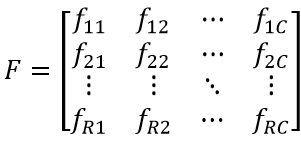 F = [ f₁₁ f₁₂ ⋯ f₁C
f₂₁ f₂₂ ⋯ f₂C
⋮ ⋮ ⋱ ⋮
fR₁ fR₂ ⋯ fRC ]